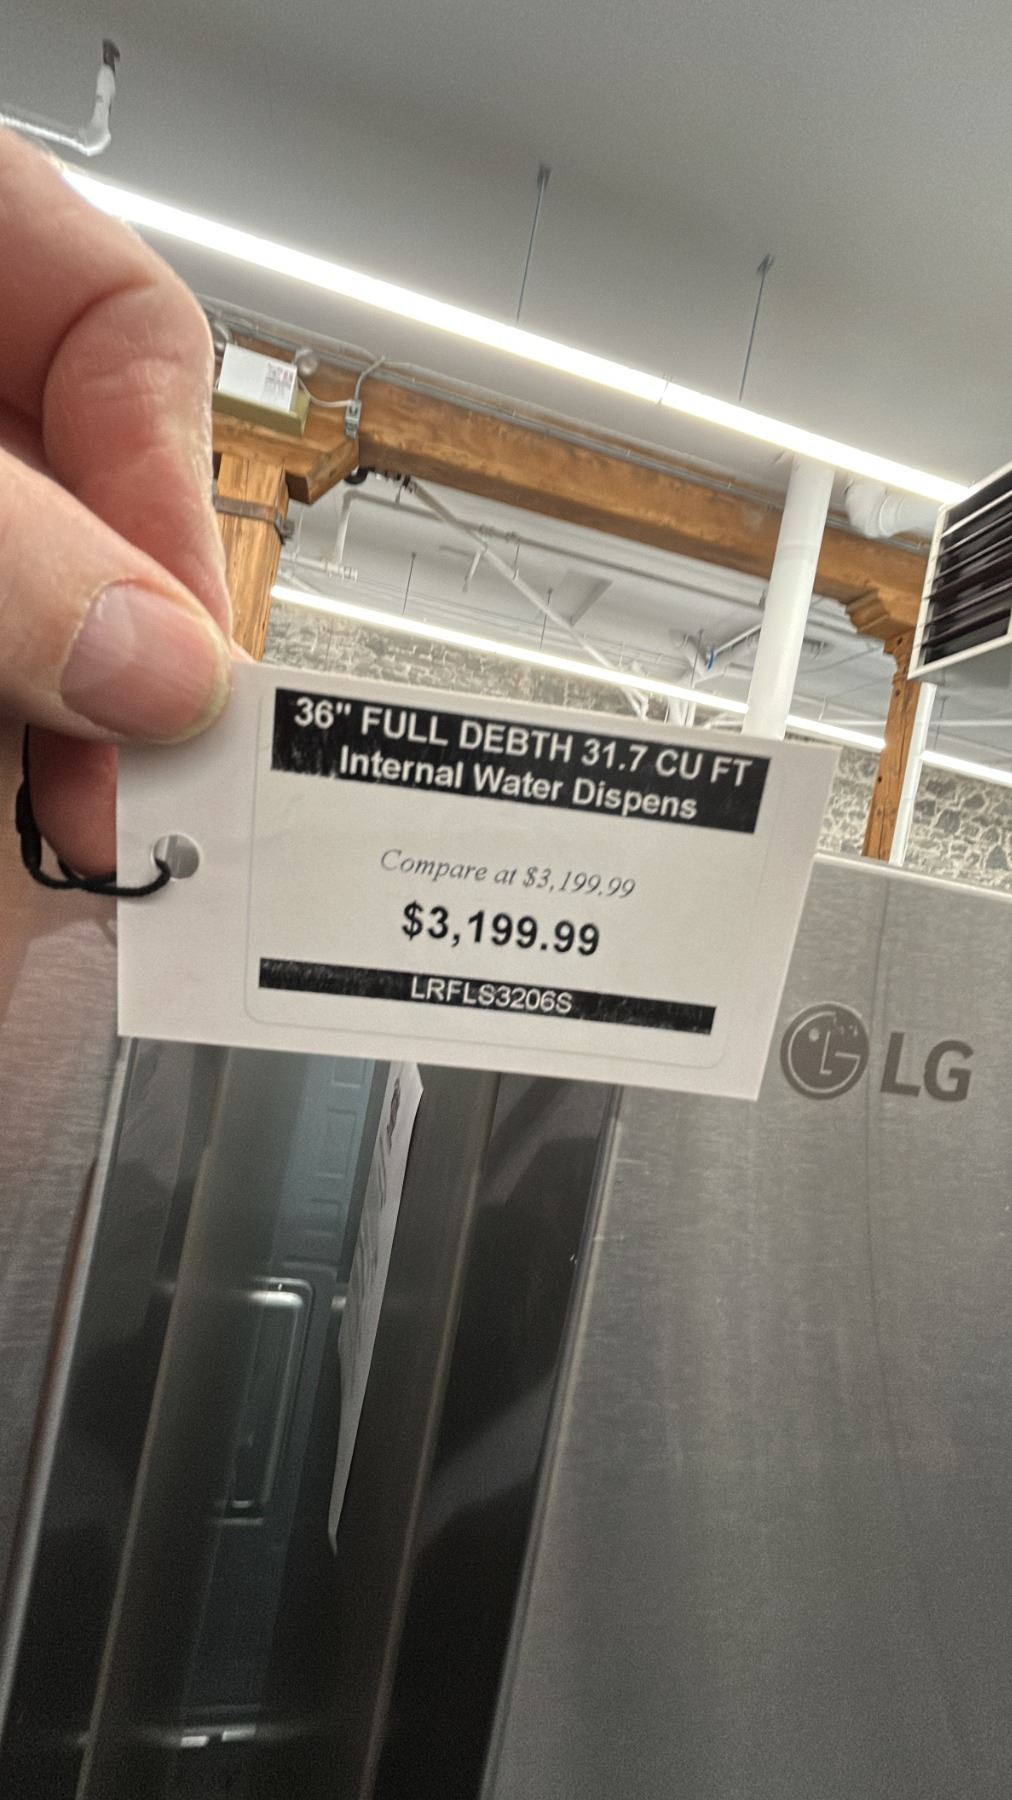 36" FULL DEBTH 31.7 CU FT
Internal Water Dispens
Compare at $3,199.99
$3,199.99
LRFLS3206S
LG